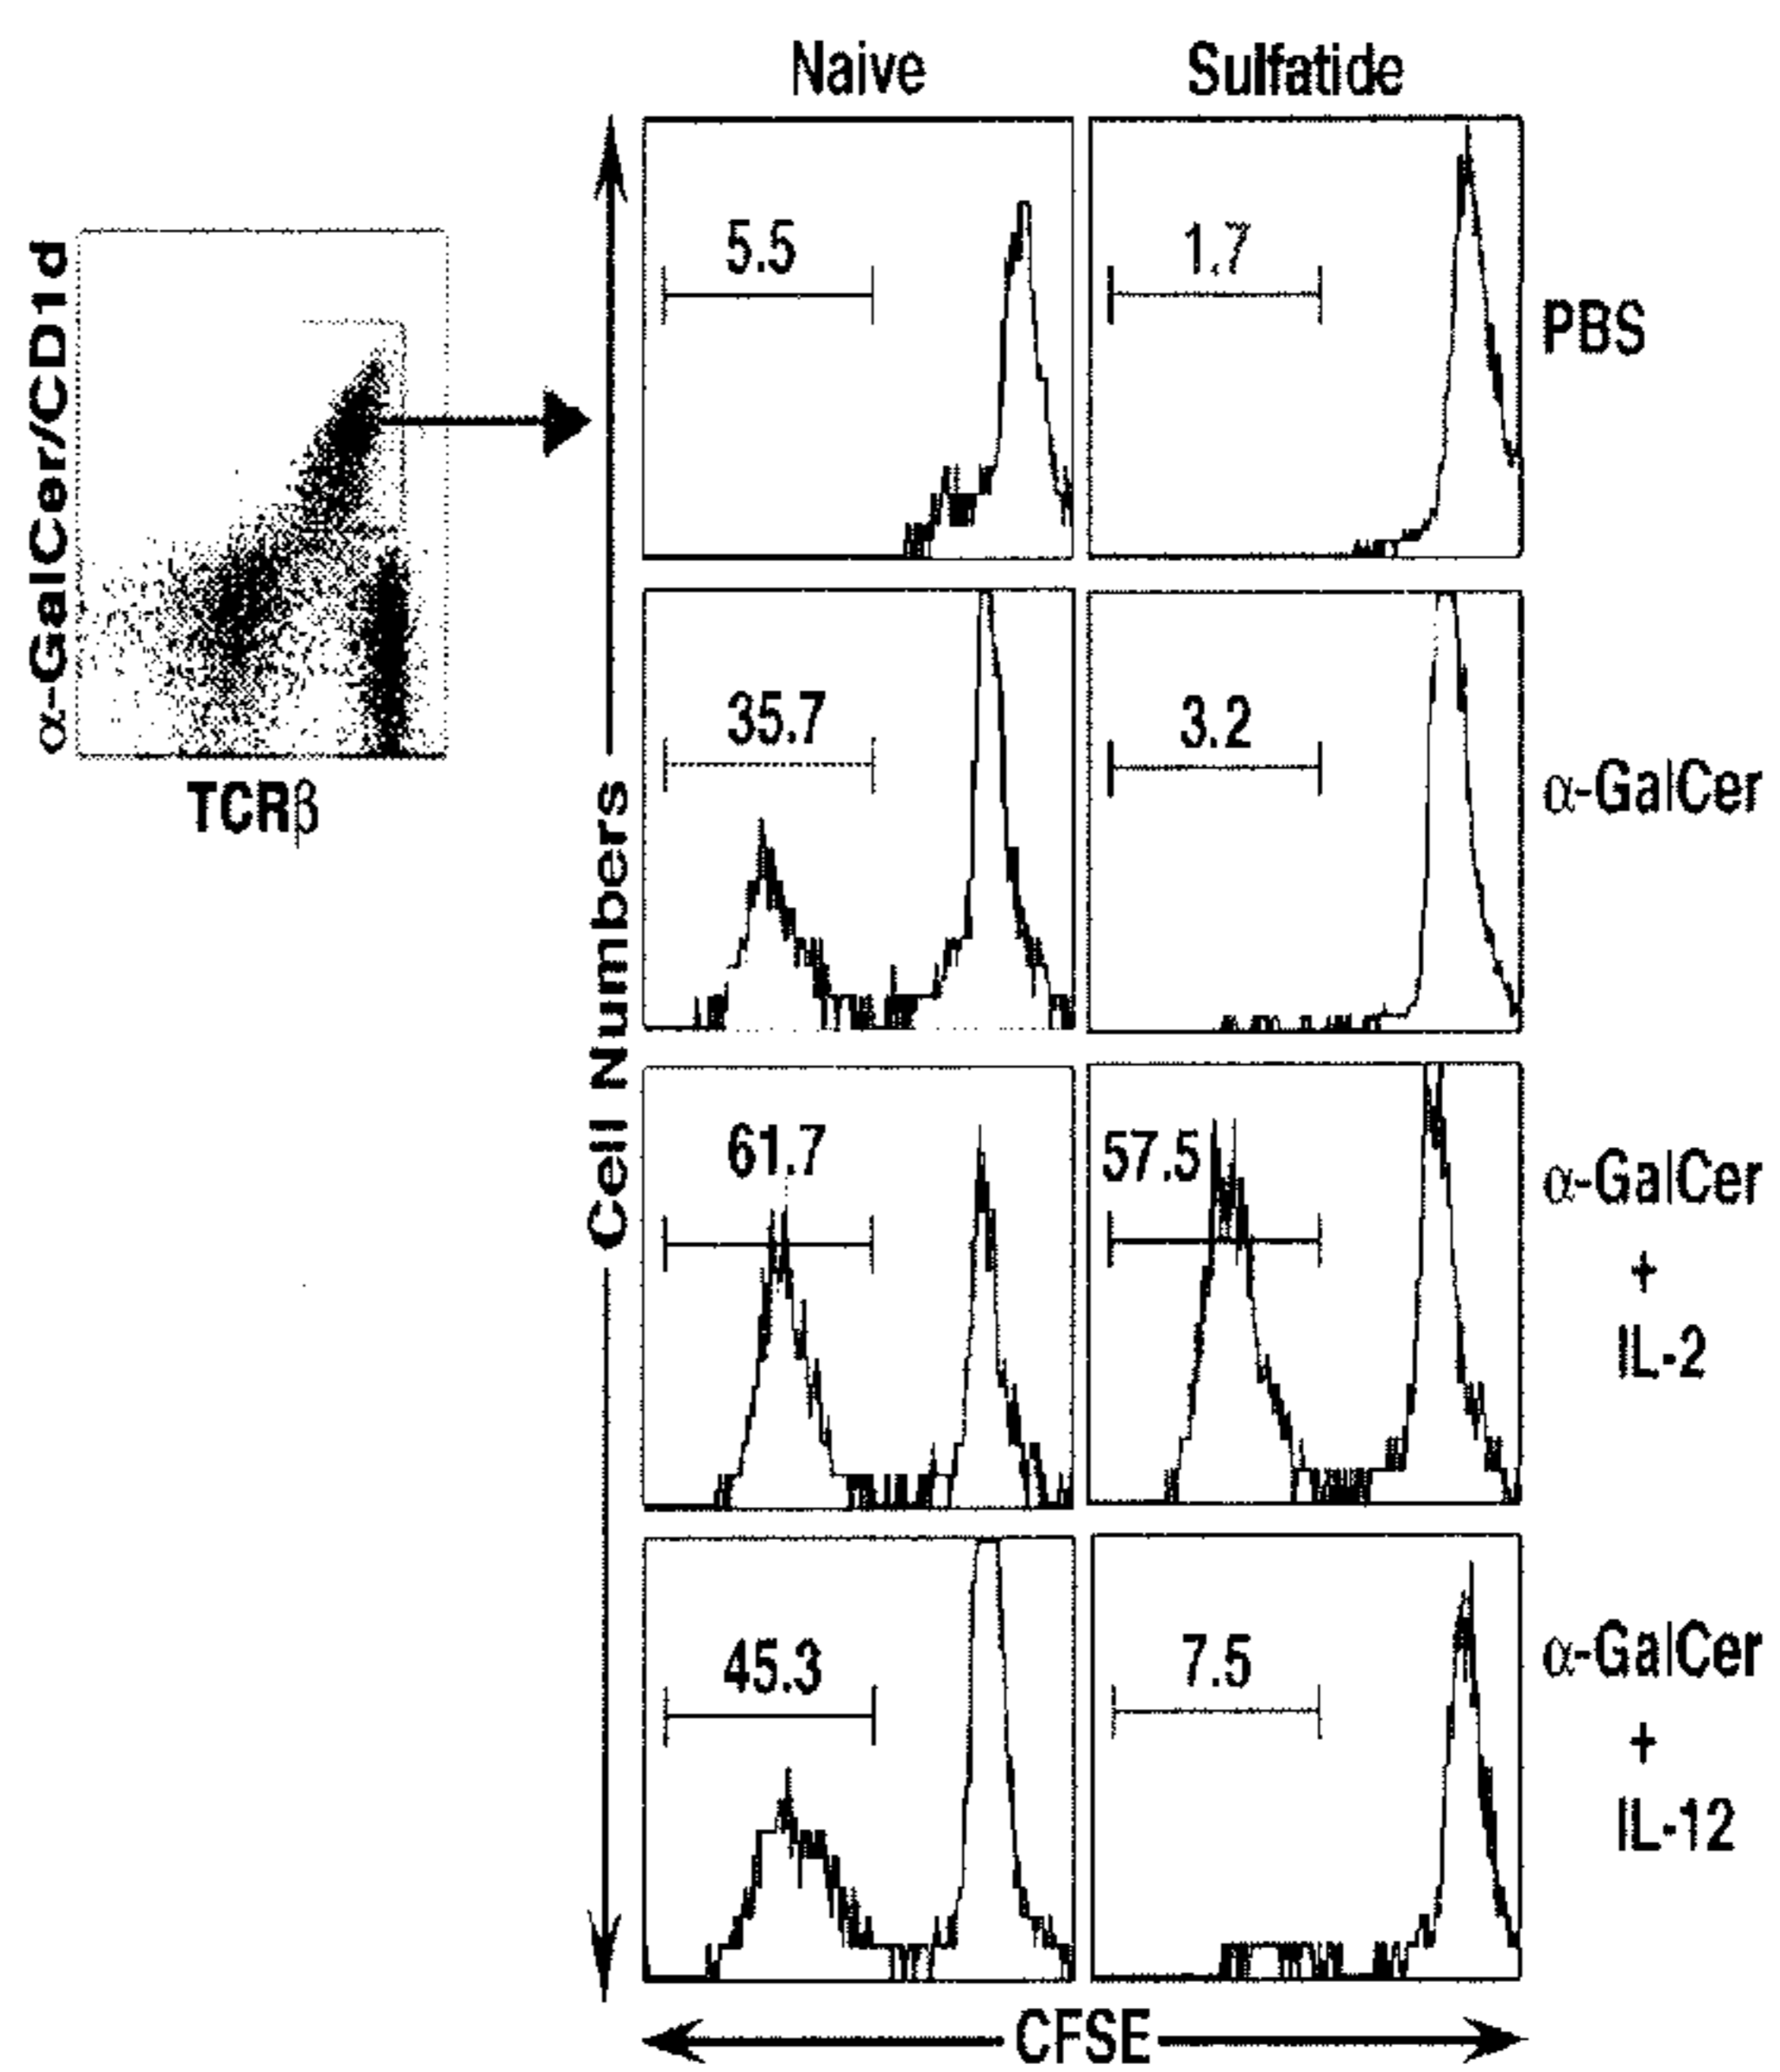 Naive
Sulfatide
α-GalCer/CD1d
TCRβ
Cell Numbers
5.5
1.7
PBS
35.7
3.2
α-GalCer
61.7
57.5
α-GalCer
+
IL-2
45.3
7.5
α-GalCer
+
IL-12
CFSE